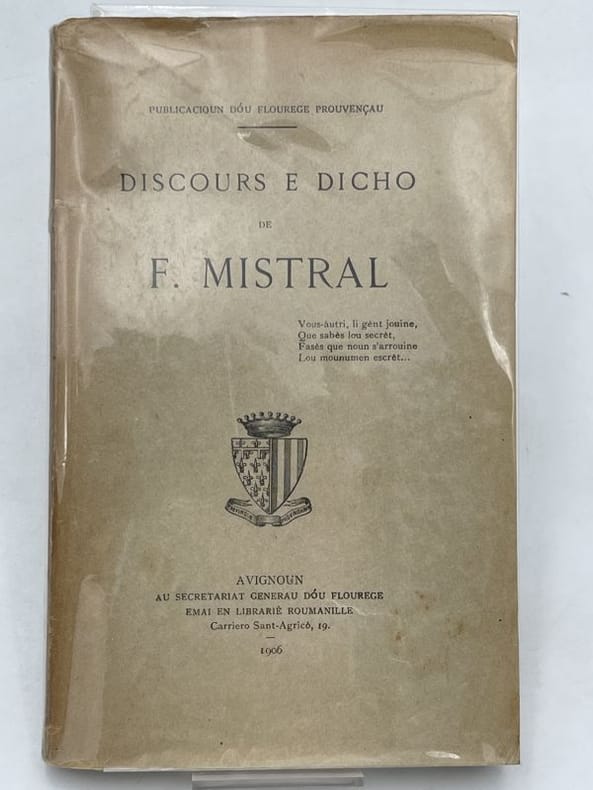 PUBLICACIOUN DÓU FLOUREGE PROUVENÇAU
DISCOURS E DICHO
DE
F. MISTRAL
Vous-àutri, li gènt jouine,
Que sabès lou secrèt,
Fasès que noun s'arrouine
Lou mounumen escrèt...
AVIGNOUN
AU SECRETARIAT GENERAU DÓU FLOUREGE
EMAI EN LIBRARIÉ ROUMANILLE
Carriero Sant-Agricò, 19.
1906